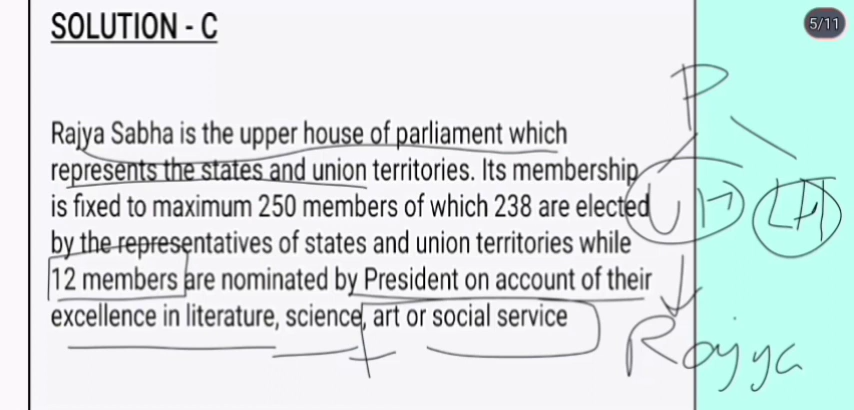 SOLUTION - C
5/11
Rajya Sabha is the upper house of parliament which
represents the states and union territories. Its membership
is fixed to maximum 250 members of which 238 are elected
by the representatives of states and union territories while
12 members are nominated by President on account of their
excellence in literature, science, art or social service
P
UH
LH
Rajya